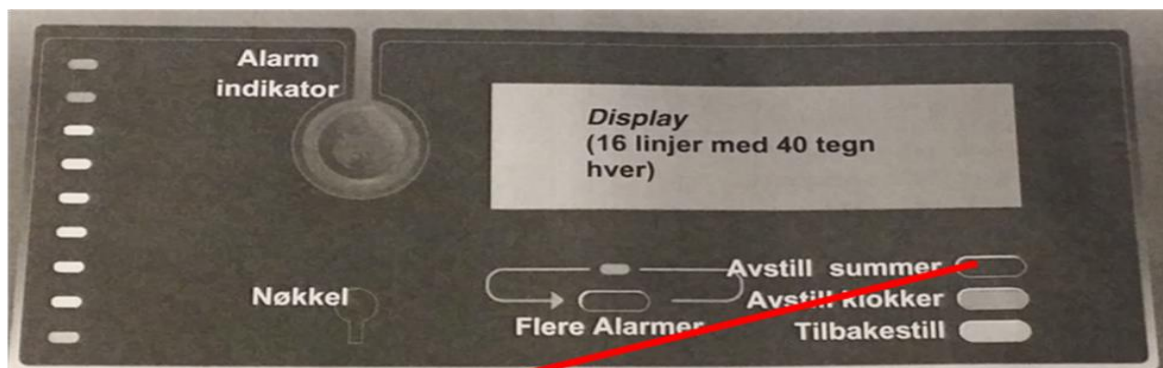 Alarm
indikator
Display
(16 linjer med 40 tegn
hver)
Avstill summer
Nøkkel
Avstill klokker
Flere Alarmer
Tilbakestill